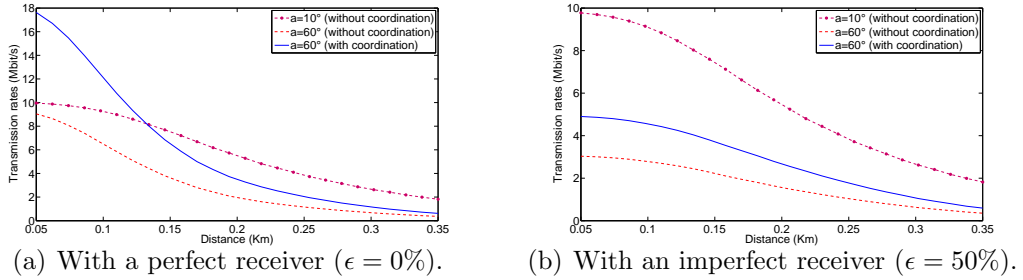 18
16
14
12
10
8
6
4
2
0
Transmission rates (Mbit/s)
a=10° (without coordination)
a=60° (without coordination)
a=60° (with coordination)
0.05 0.1 0.15 0.2 0.25 0.3 0.35
Distance (Km)
(a) With a perfect receiver (ϵ = 0%).
10
8
6
4
2
0
Transmission rates (Mbit/s)
a=10° (without coordination)
a=60° (without coordination)
a=60° (with coordination)
0.05 0.1 0.15 0.2 0.25 0.3 0.35
Distance (Km)
(b) With an imperfect receiver (ϵ = 50%).